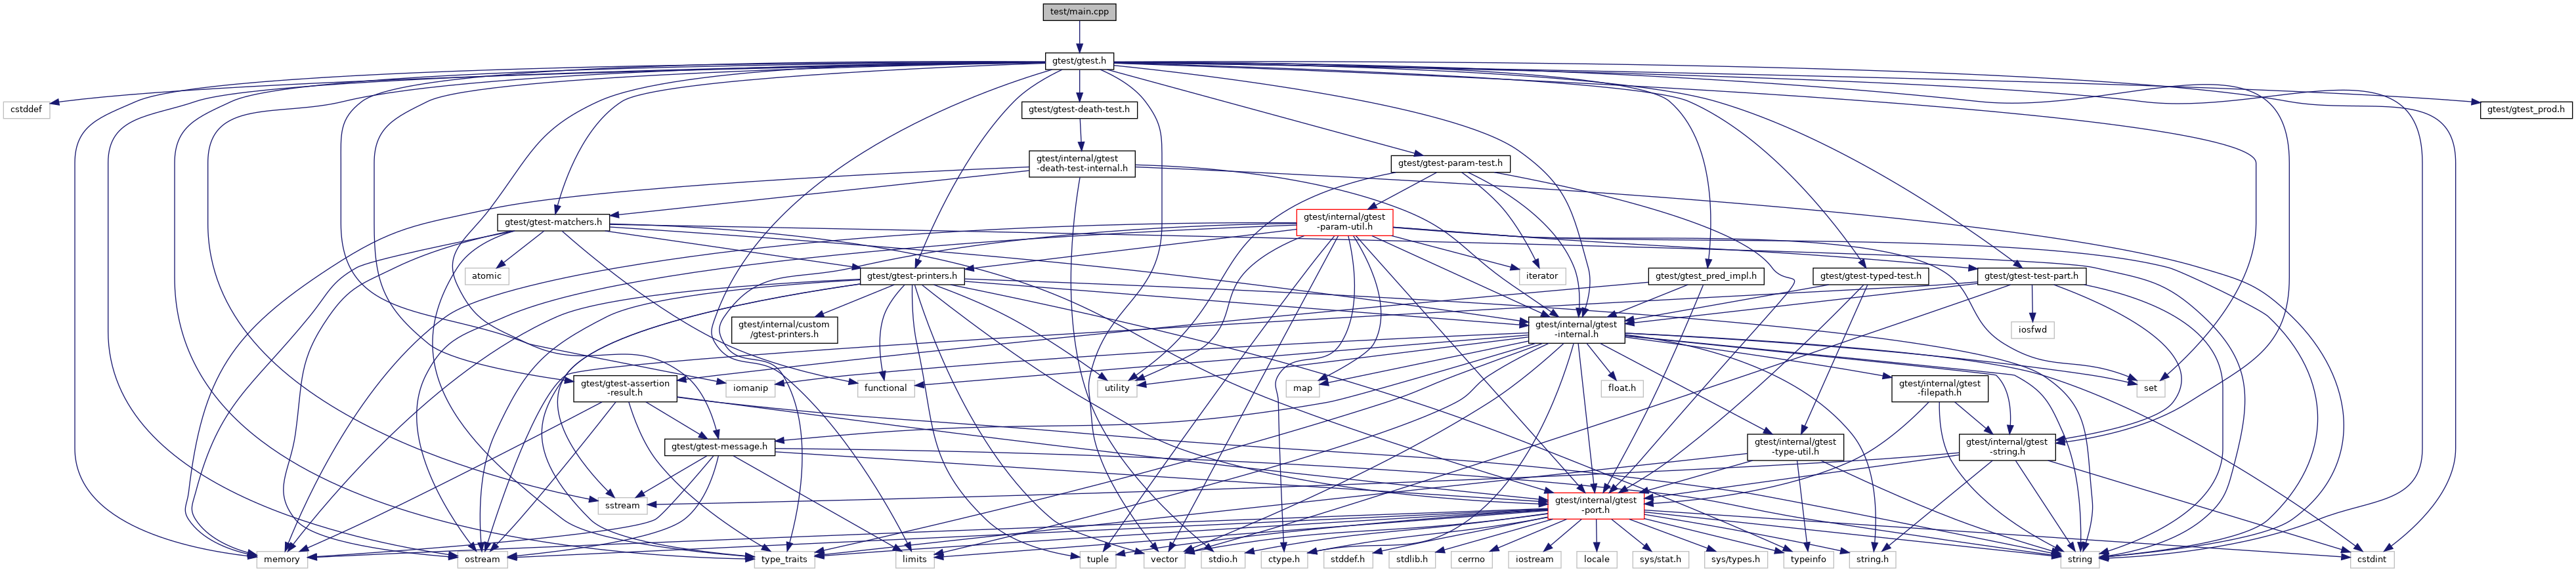 test/main.cpp
gtest/gtest.h
cstddef
gtest/gtest-death-test.h
gtest/gtest_prod.h
gtest/internal/gtest
-death-test-internal.h
gtest/gtest-param-test.h
gtest/gtest-matchers.h
gtest/internal/gtest
-param-util.h
atomic
gtest/gtest-printers.h
iterator
gtest/gtest_pred_impl.h
gtest/gtest-typed-test.h
gtest/gtest-test-part.h
gtest/internal/custom
/gtest-printers.h
gtest/internal/gtest
-internal.h
iosfwd
gtest/gtest-assertion
-result.h
iomanip
functional
utility
map
float.h
gtest/internal/gtest
-filepath.h
set
gtest/gtest-message.h
gtest/internal/gtest
-type-util.h
gtest/internal/gtest
-string.h
sstream
gtest/internal/gtest
-port.h
memory
ostream
type_traits
limits
tuple
vector
stdio.h
ctype.h
stddef.h
stdlib.h
cerrno
iostream
locale
sys/stat.h
sys/types.h
typeinfo
string.h
string
cstdint